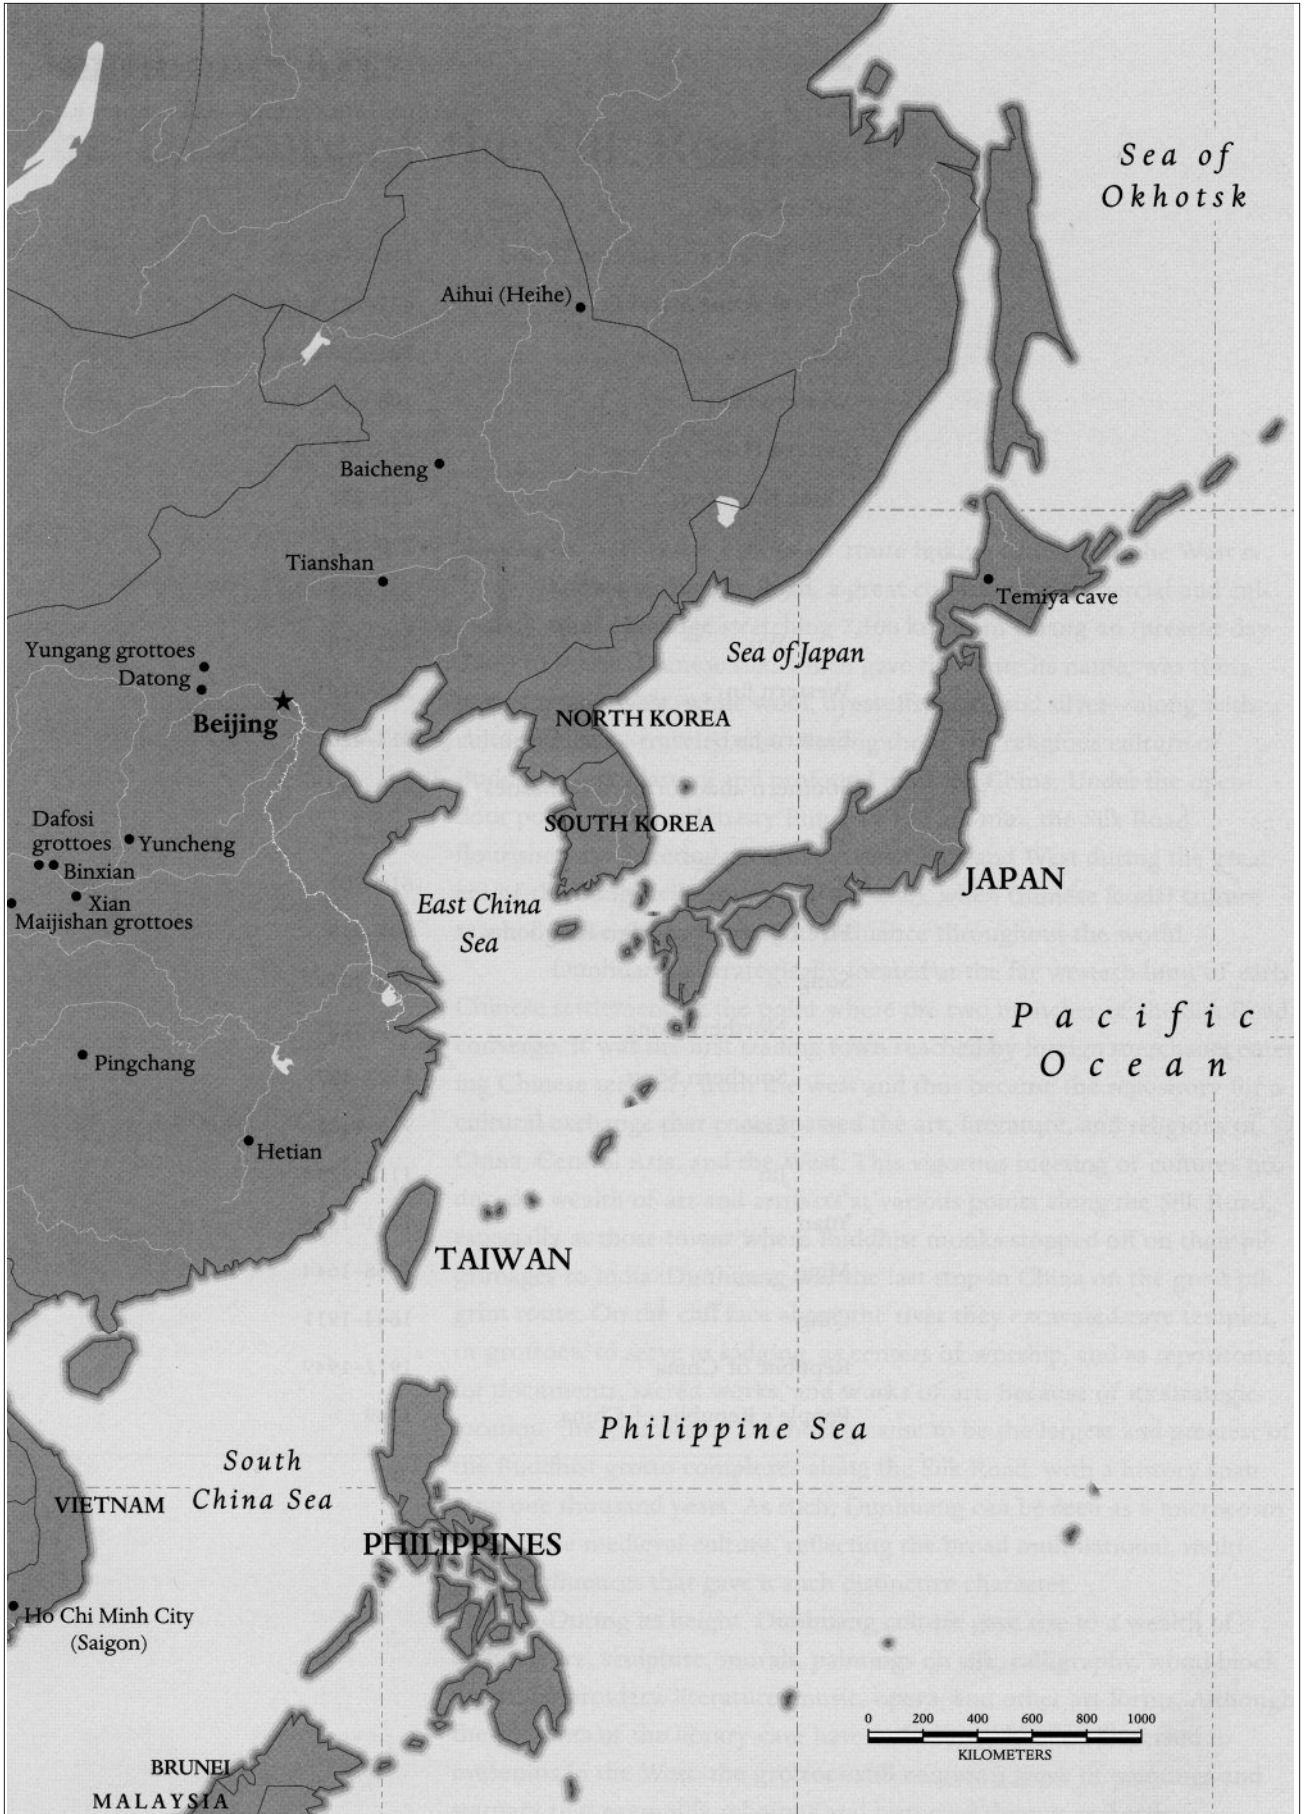 Sea of
Okhotsk
Aihui (Heihe)
Baicheng
Tianshan
Temiya cave
Yungang grottoes
Datong
Sea of Japan
Beijing
NORTH KOREA
Dafosi
grottoes
Yuncheng
SOUTH KOREA
Binxian
Xian
JAPAN
Maijishan grottoes
East China
Sea
Pacific
Ocean
Pingchang
Hetian
TAIWAN
Philippine Sea
South
China Sea
VIETNAM
PHILIPPINES
Ho Chi Minh City
(Saigon)
0 200 400 600 800 1000
KILOMETERS
BRUNEI
MALAYSIA